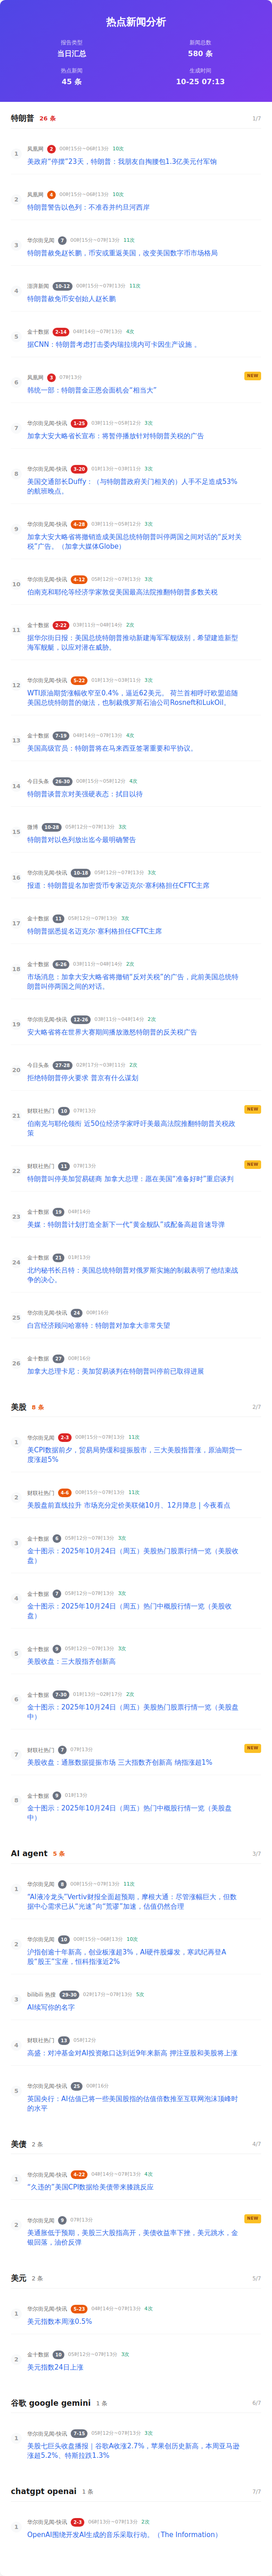 热点新闻分析
报告类型
新闻总数
当日汇总
580 条
热点新闻
生成时间
45 条
10-25 07:13
特朗普 26 条 1/7
1
凤凰网 2 00时15分~06时13分 10次
美政府“停摆”23天，特朗普：我朋友自掏腰包1.3亿美元付军饷
2
凤凰网 4 00时15分~06时13分 10次
特朗普警告以色列：不准吞并约旦河西岸
3
华尔街见闻 7 00时15分~07时13分 11次
特朗普赦免赵长鹏，币安或重返美国，改变美国数字货币市场格局
4
澎湃新闻 10-12 00时15分~07时13分 11次
特朗普赦免币安创始人赵长鹏
5
金十数据 2-14 04时14分~07时13分 4次
据CNN：特朗普考虑打击委内瑞拉境内可卡因生产设施 。
6
凤凰网 3 07时13分 NEW
韩统一部：特朗普金正恩会面机会“相当大”
7
华尔街见闻-快讯 1-25 03时11分~05时12分 3次
加拿大安大略省长宣布：将暂停播放针对特朗普关税的广告
8
华尔街见闻-快讯 3-20 01时13分~03时11分 3次
美国交通部长Duffy：（与特朗普政府关门相关的）人手不足造成53%
的航班晚点。
9
华尔街见闻-快讯 4-28 03时11分~05时12分 3次
加拿大安大略省将撤销造成美国总统特朗普叫停两国之间对话的“反对关
税”广告。（加拿大媒体Globe）
10
华尔街见闻-快讯 4-12 05时12分~07时13分 3次
伯南克和耶伦等经济学家敦促美国最高法院推翻特朗普多数关税
11
金十数据 2-22 03时11分~04时14分 2次
据华尔街日报：美国总统特朗普推动新建海军军舰级别，希望建造新型
海军舰艇，以应对潜在威胁。
12
华尔街见闻-快讯 5-22 01时13分~03时11分 3次
WTI原油期货涨幅收窄至0.4%，逼近62美元。 荷兰首相呼吁欧盟追随
美国总统特朗普的做法，也制裁俄罗斯石油公司Rosneft和LukOil。
13
金十数据 7-19 04时14分~07时13分 4次
美国高级官员：特朗普将在马来西亚签署重要和平协议。
14
今日头条 26-30 00时15分~05时12分 4次
特朗普谈普京对美强硬表态：拭目以待
15
微博 10-28 05时12分~07时13分 3次
特朗普对以色列放出迄今最明确警告
16
华尔街见闻-快讯 10-18 05时12分~07时13分 3次
报道：特朗普提名加密货币专家迈克尔·塞利格担任CFTC主席
17
金十数据 11 05时12分~07时13分 3次
特朗普据悉提名迈克尔·塞利格担任CFTC主席
18
金十数据 6-26 03时11分~04时14分 2次
市场消息：加拿大安大略省将撤销“反对关税”的广告，此前美国总统特
朗普叫停两国之间的对话。
19
华尔街见闻-快讯 12-26 03时11分~04时14分 2次
安大略省将在世界大赛期间播放激怒特朗普的反关税广告
20
今日头条 27-28 02时17分~03时11分 2次
拒绝特朗普停火要求 普京有什么谋划
21
财联社热门 10 07时13分 NEW
伯南克与耶伦领衔 近50位经济学家呼吁美最高法院推翻特朗普关税政
策
22
财联社热门 11 07时13分 NEW
特朗普叫停美加贸易磋商 加拿大总理：愿在美国“准备好时”重启谈判
23
金十数据 18 04时14分
美媒：特朗普计划打造全新下一代“黄金舰队”或配备高超音速导弹
24
金十数据 21 01时13分
北约秘书长吕特：美国总统特朗普对俄罗斯实施的制裁表明了他结束战
争的决心。
25
华尔街见闻-快讯 24 00时16分
白宫经济顾问哈塞特：特朗普对加拿大非常失望
26
金十数据 27 00时16分
加拿大总理卡尼：美加贸易谈判在特朗普叫停前已取得进展
美股 8 条 2/7
1
华尔街见闻 2-3 00时15分~07时13分 11次
美CPI数据前夕，贸易局势缓和提振股市，三大美股指普涨，原油期货一
度涨超5%
2
财联社热门 4-6 00时15分~07时13分 11次
美股盘前直线拉升 市场充分定价美联储10月、12月降息 | 今夜看点
3
金十数据 6 05时12分~07时13分 3次
金十图示：2025年10月24日（周五）美股热门股票行情一览（美股收
盘）
4
金十数据 7 05时12分~07时13分 3次
金十图示：2025年10月24日（周五）热门中概股行情一览（美股收
盘）
5
金十数据 9 05时12分~07时13分 3次
美股收盘：三大股指齐创新高
6
金十数据 7-30 01时13分~02时17分 2次
金十图示：2025年10月24日（周五）美股热门股票行情一览（美股盘
中）
7
财联社热门 7 07时13分 NEW
美股收盘：通胀数据提振市场 三大指数齐创新高 纳指涨超1%
8
金十数据 9 01时13分
金十图示：2025年10月24日（周五）热门中概股行情一览（美股盘
中）
AI agent 5 条 3/7
1
华尔街见闻 8 00时15分~07时13分 11次
“AI液冷龙头”Vertiv财报全面超预期，摩根大通：尽管涨幅巨大，但数
据中心需求已从“光速”向“荒谬”加速，估值仍然合理
2
华尔街见闻 10 00时15分~06时13分 10次
沪指创逾十年新高，创业板涨超3%，AI硬件股爆发，寒武纪再登A
股“股王”宝座，恒科指涨近2%
3
bilibili 热搜 29-30 02时17分~07时13分 5次
AI续写你的名字
4
财联社热门 13 05时12分
高盛：对冲基金对AI投资敞口达到近9年来新高 押注亚股和美股将上涨
5
华尔街见闻-快讯 25 00时16分
英国央行：AI估值已将一些美国股指的估值倍数推至互联网泡沫顶峰时
的水平
美债 2 条 4/7
1
华尔街见闻-快讯 4-22 04时14分~07时13分 4次
“久违的”美国CPI数据给美债带来膝跳反应
2
华尔街见闻 9 07时13分 NEW
美通胀低于预期，美股三大股指高开，美债收益率下挫，美元跳水，金
银回落，油价反弹
美元 2 条 5/7
1
华尔街见闻-快讯 5-23 04时14分~07时13分 4次
美元指数本周涨0.5%
2
金十数据 10 05时12分~07时13分 3次
美元指数24日上涨
谷歌 google gemini 1 条 6/7
1
华尔街见闻-快讯 7-15 05时12分~07时13分 3次
美股七巨头收盘播报｜谷歌A收涨2.7%，苹果创历史新高，本周亚马逊
涨超5.2%、特斯拉跌1.3%
chatgpt openai 1 条 7/7
1
华尔街见闻-快讯 2-3 06时13分~07时13分 2次
OpenAI围绕开发AI生成的音乐采取行动。（The Information）